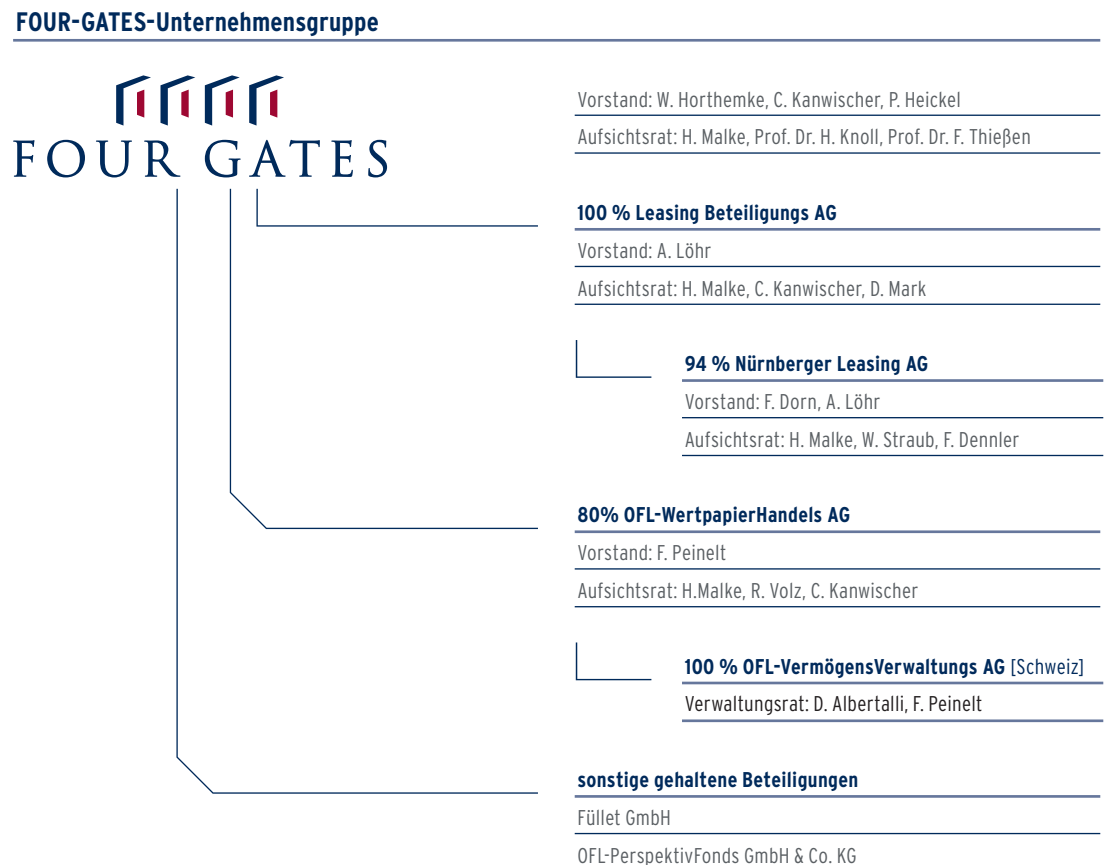 FOUR-GATES-Unternehmensgruppe
FOUR GATES
Vorstand: W. Horthemke, C. Kanwischer, P. Heickel
Aufsichtsrat: H. Malke, Prof. Dr. H. Knoll, Prof. Dr. F. Thießen
100 % Leasing Beteiligungs AG
Vorstand: A. Löhr
Aufsichtsrat: H. Malke, C. Kanwischer, D. Mark
94 % Nürnberger Leasing AG
Vorstand: F. Dorn, A. Löhr
Aufsichtsrat: H. Malke, W. Straub, F. Dennler
80% OFL-WertpapierHandels AG
Vorstand: F. Peinelt
Aufsichtsrat: H.Malke, R. Volz, C. Kanwischer
100 % OFL-VermögensVerwaltungs AG [Schweiz]
Verwaltungsrat: D. Albertalli, F. Peinelt
sonstige gehaltene Beteiligungen
Füllet GmbH
OFL-PerspektivFonds GmbH & Co. KG